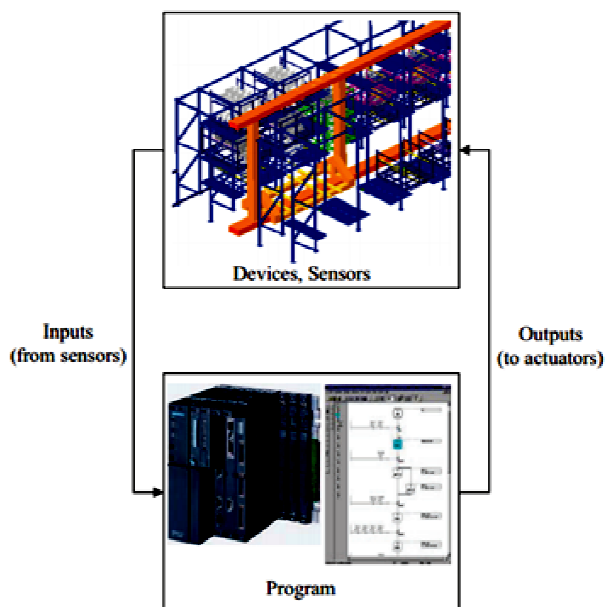 Devices, Sensors
Inputs
(from sensors)
Outputs
(to actuators)
Program